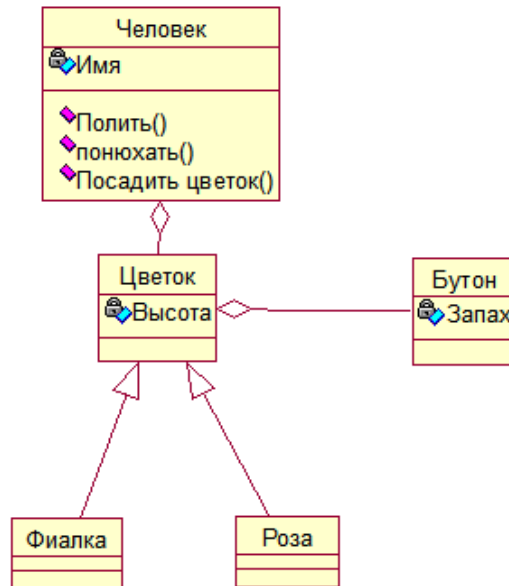 Человек
Имя
Полить()
понюхать()
Посадить цветок()
Цветок
Высота
Бутон
Запах
Фиалка
Роза